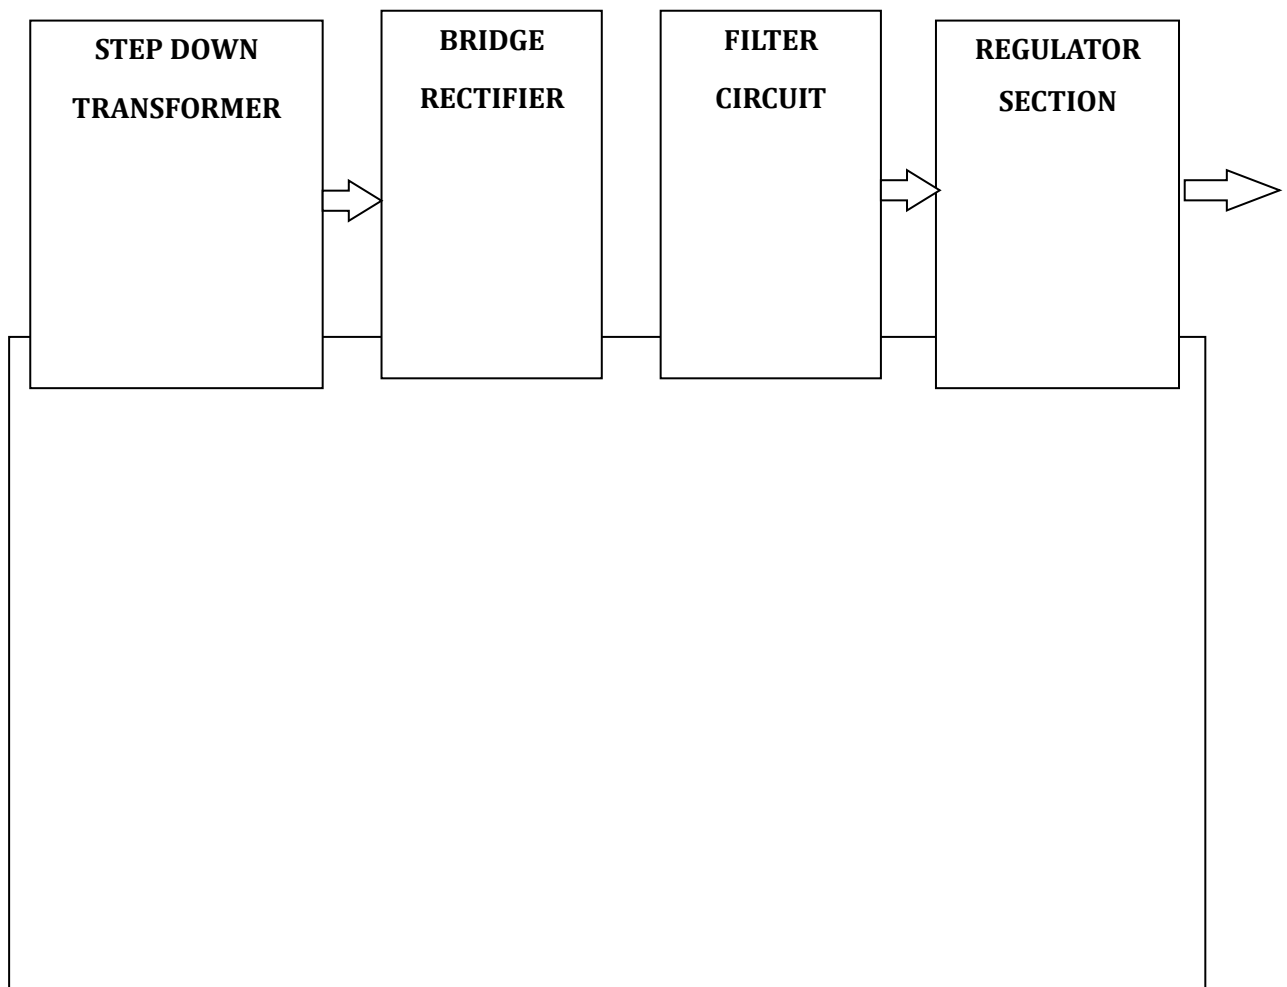 STEP DOWN
TRANSFORMER
BRIDGE
RECTIFIER
FILTER
CIRCUIT
REGULATOR
SECTION